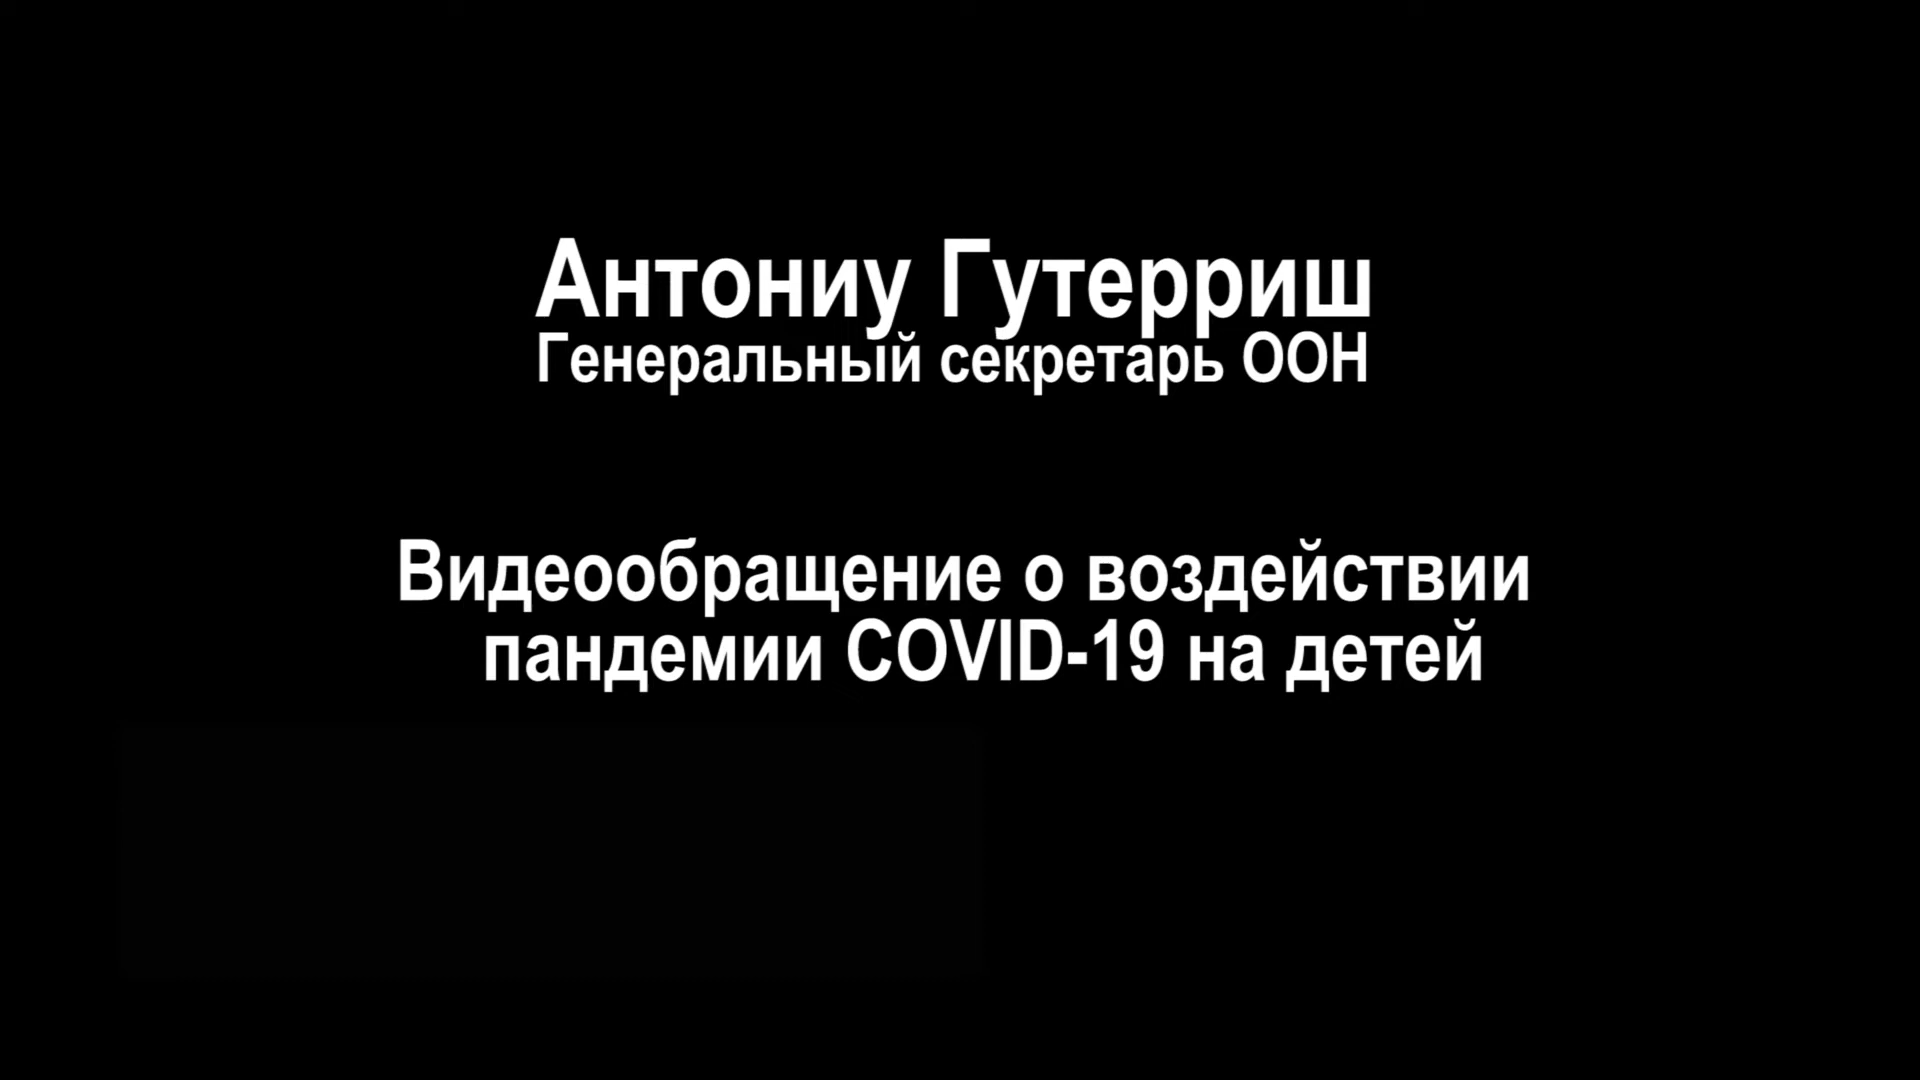 Антониу Гутерриш
Генеральный секретарь ООН
Видеообращение о воздействии
пандемии COVID-19 на детей